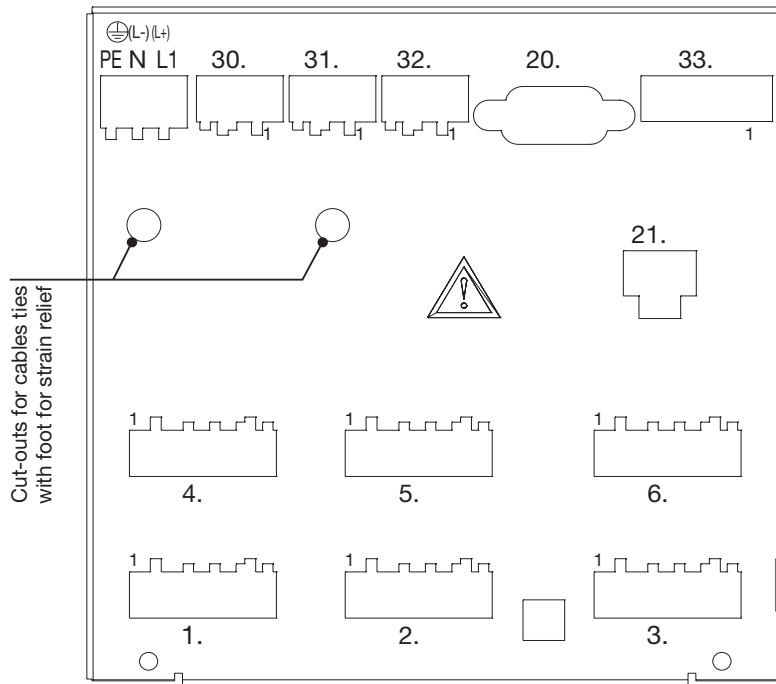 (L-) (L+)
PE N L1 30. 31. 32. 20. 33.
1 1 1 1
21.
Cut-outs for cables ties
with foot for strain relief
1 1 1
4. 5. 6.
1 1 1
1. 2. 3.